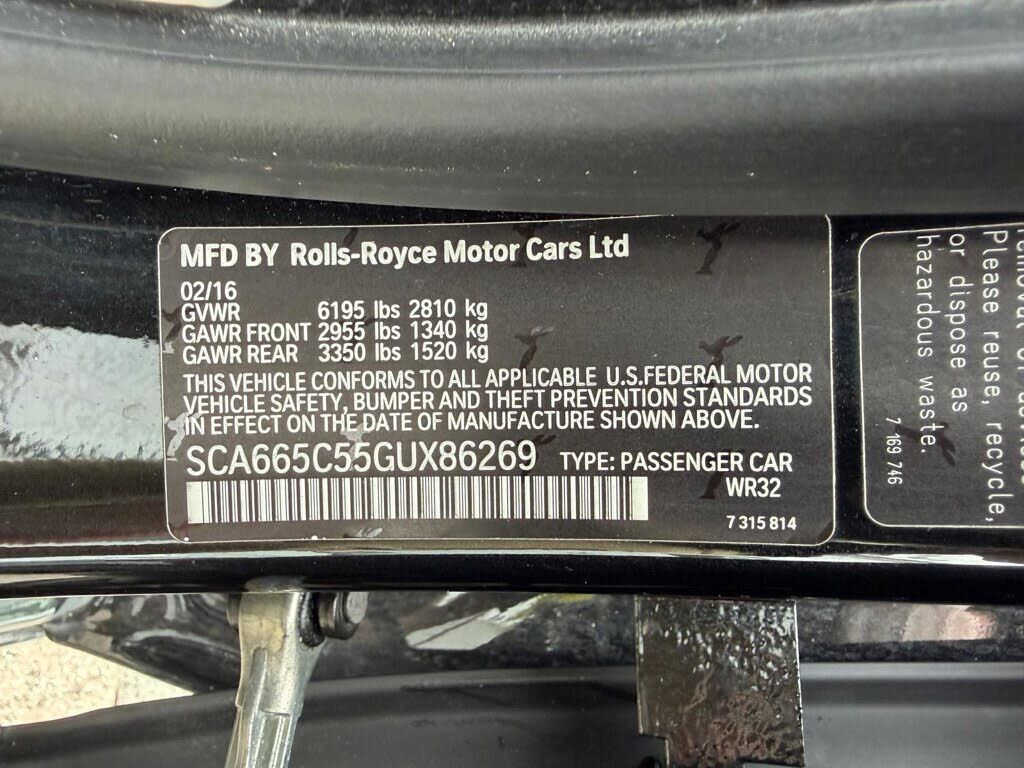 MFD BY Rolls-Royce Motor Cars Ltd
02/16
GVWR 6195 lbs 2810 kg
GAWR FRONT 2955 lbs 1340 kg
GAWR REAR 3350 lbs 1520 kg
THIS VEHICLE CONFORMS TO ALL APPLICABLE U.S.FEDERAL MOTOR
VEHICLE SAFETY, BUMPER AND THEFT PREVENTION STANDARDS
IN EFFECT ON THE DATE OF MANUFACTURE SHOWN ABOVE.
SCA665C55GUX86269 TYPE: PASSENGER CAR
WR32
7 315 814
Please reuse, recycle,
or dispose as
hazardous waste.
7 169 746